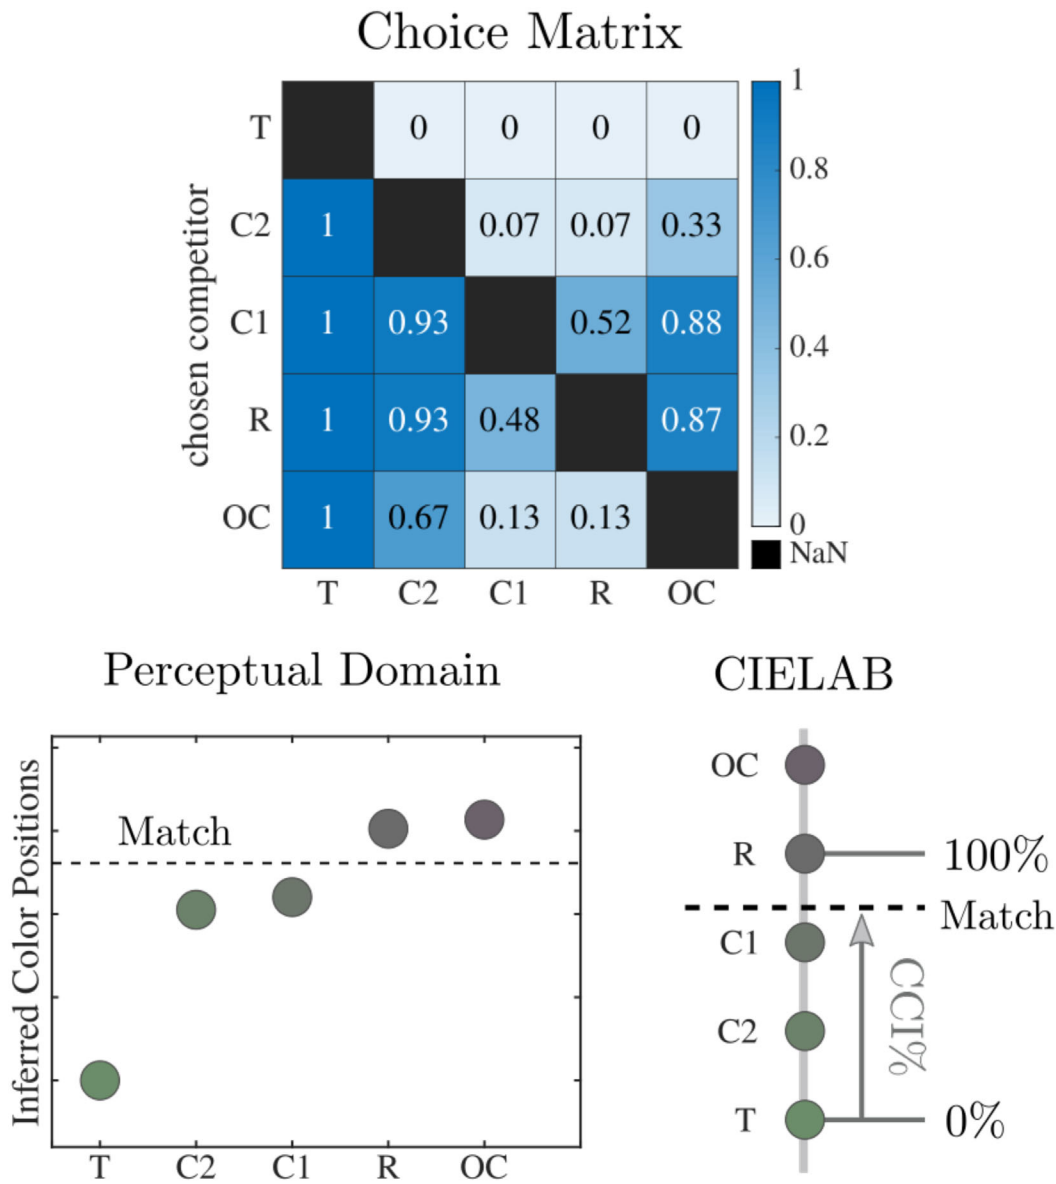 Choice Matrix
chosen competitor
T 0 0 0 0
C2 1 0.07 0.07 0.33
C1 1 0.93 0.52 0.88
R 1 0.93 0.48 0.87
OC 1 0.67 0.13 0.13
T C2 C1 R OC
1
0.8
0.6
0.4
0.2
0
NaN
Perceptual Domain
Inferred Color Positions
Match
T C2 C1 R OC
CIELAB
OC
R 100%
Match
C1
CCI%
C2
T 0%